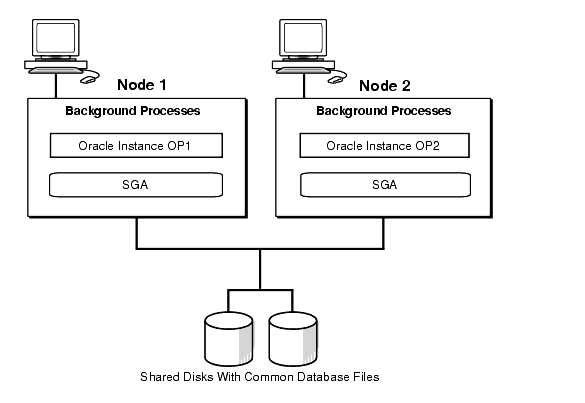 Node 1
Node 2
Background Processes
Oracle Instance OP1
SGA
Background Processes
Oracle Instance OP2
SGA
Shared Disks With Common Database Files